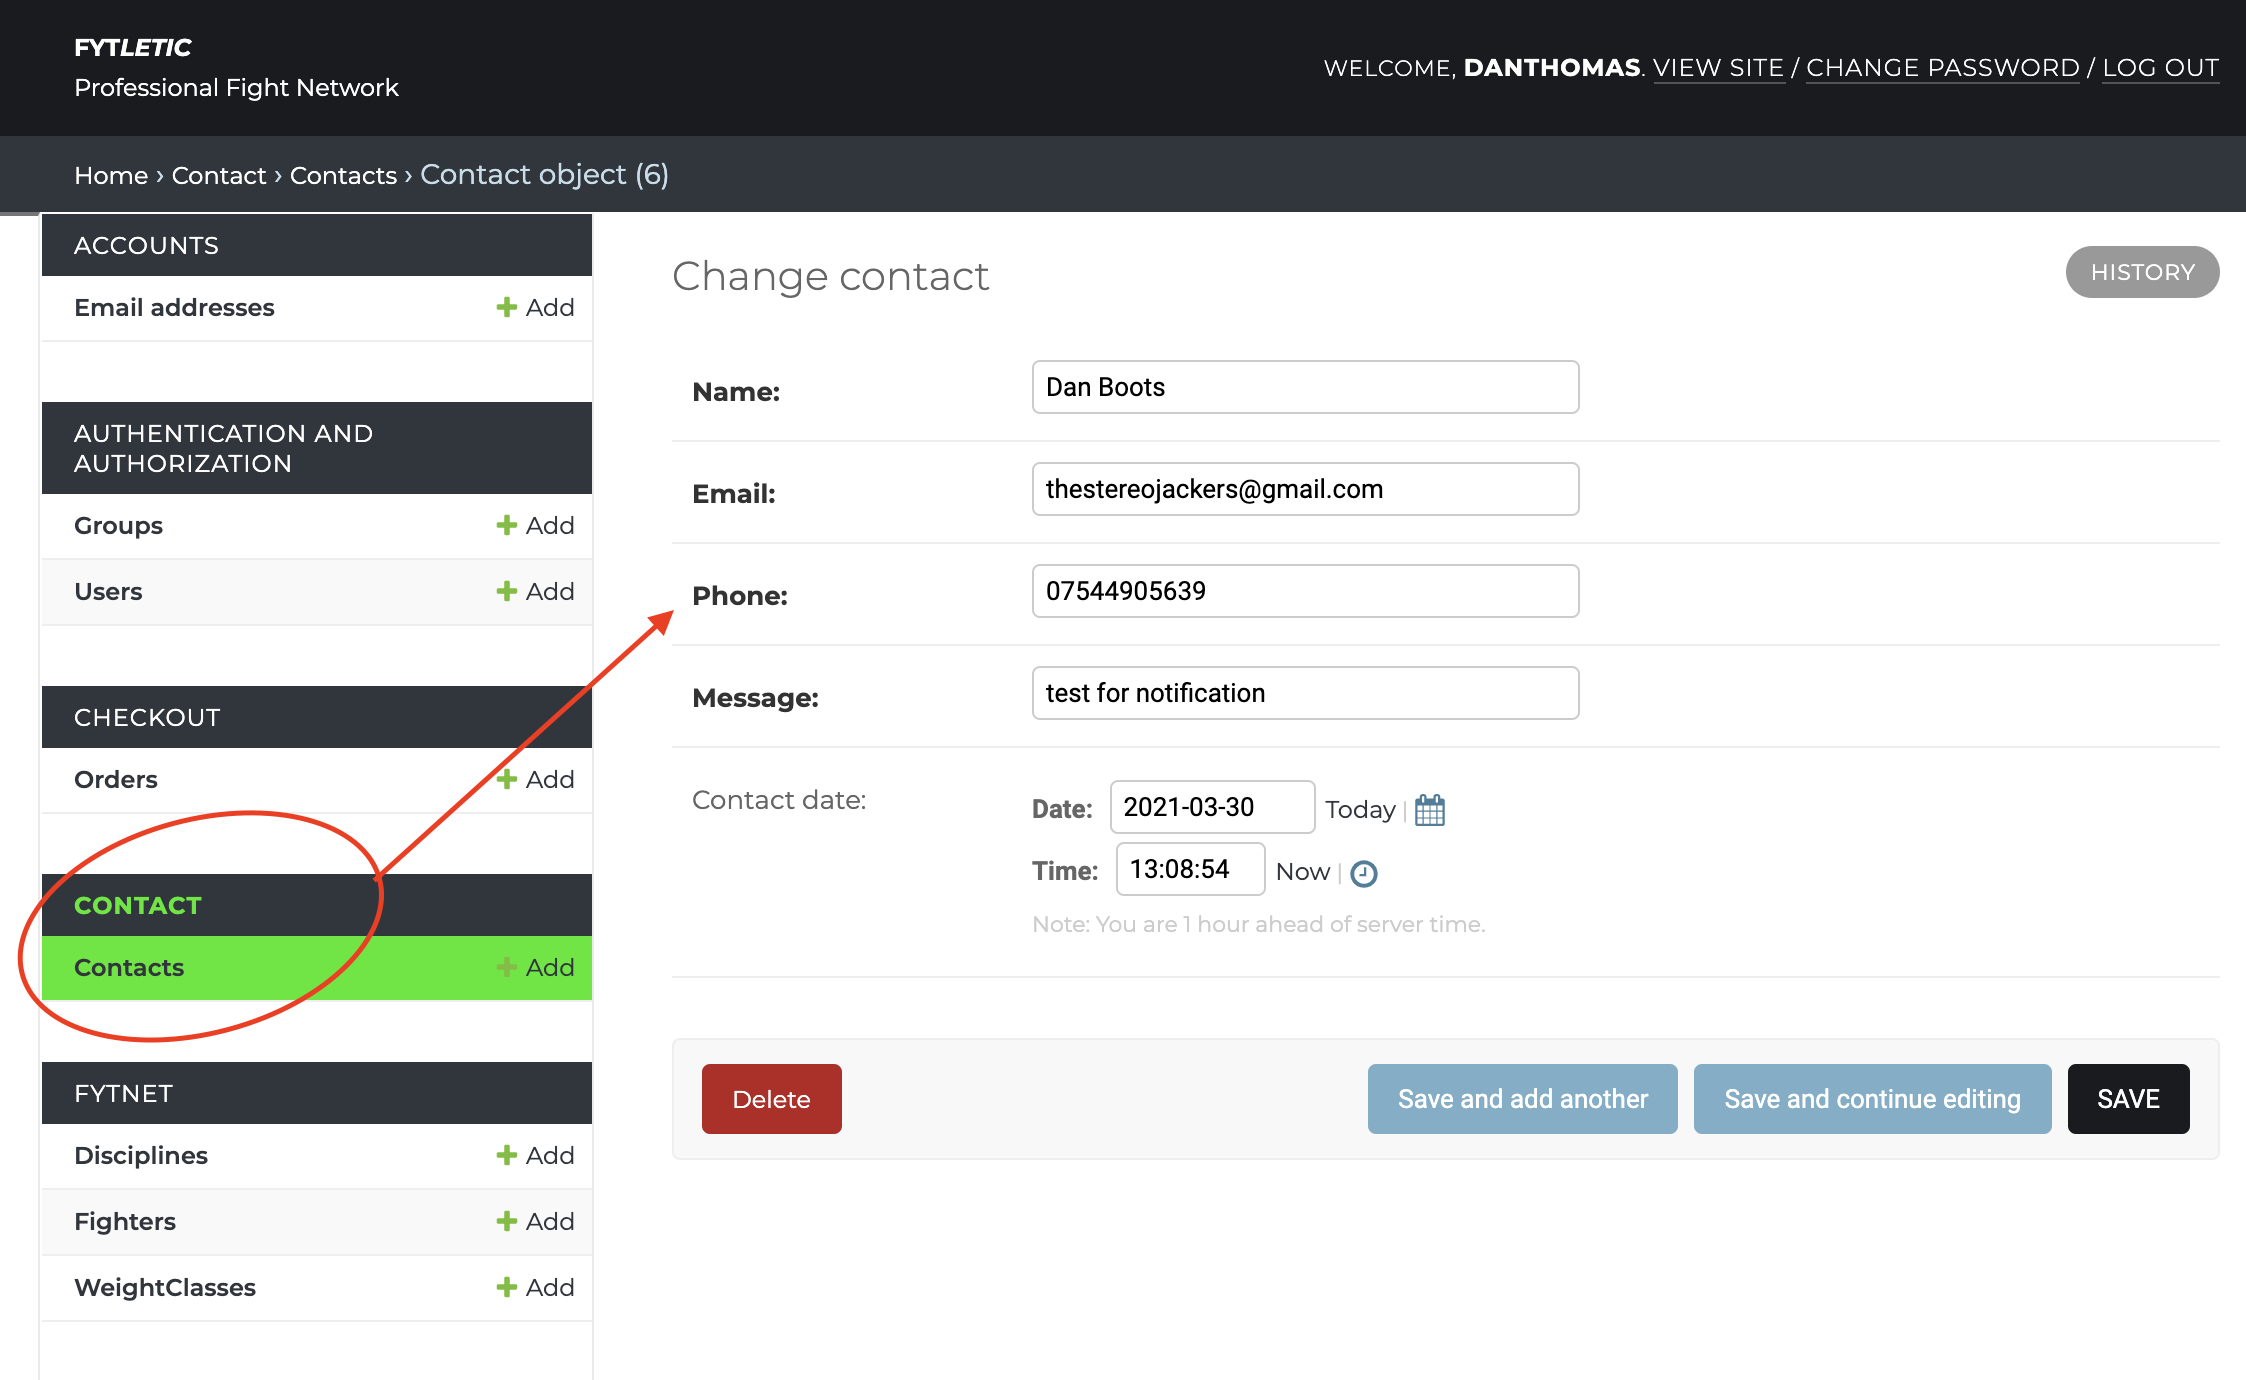 FYTLETIC
Professional Fight Network
WELCOME, DANTHOMAS. VIEW SITE / CHANGE PASSWORD / LOG OUT
Home › Contact › Contacts › Contact object (6)
ACCOUNTS
Email addresses Add
AUTHENTICATION AND
AUTHORIZATION
Groups Add
Users Add
CHECKOUT
Orders Add
CONTACT
Contacts Add
FYTNET
Disciplines Add
Fighters Add
WeightClasses Add
Change contact
HISTORY
Name: Dan Boots
Email: thestereojackers@gmail.com
Phone: 07544905639
Message: test for notification
Contact date:
Date: 2021-03-30 Today |
Time: 13:08:54 Now |
Note: You are 1 hour ahead of server time.
Delete
Save and add another
Save and continue editing
SAVE